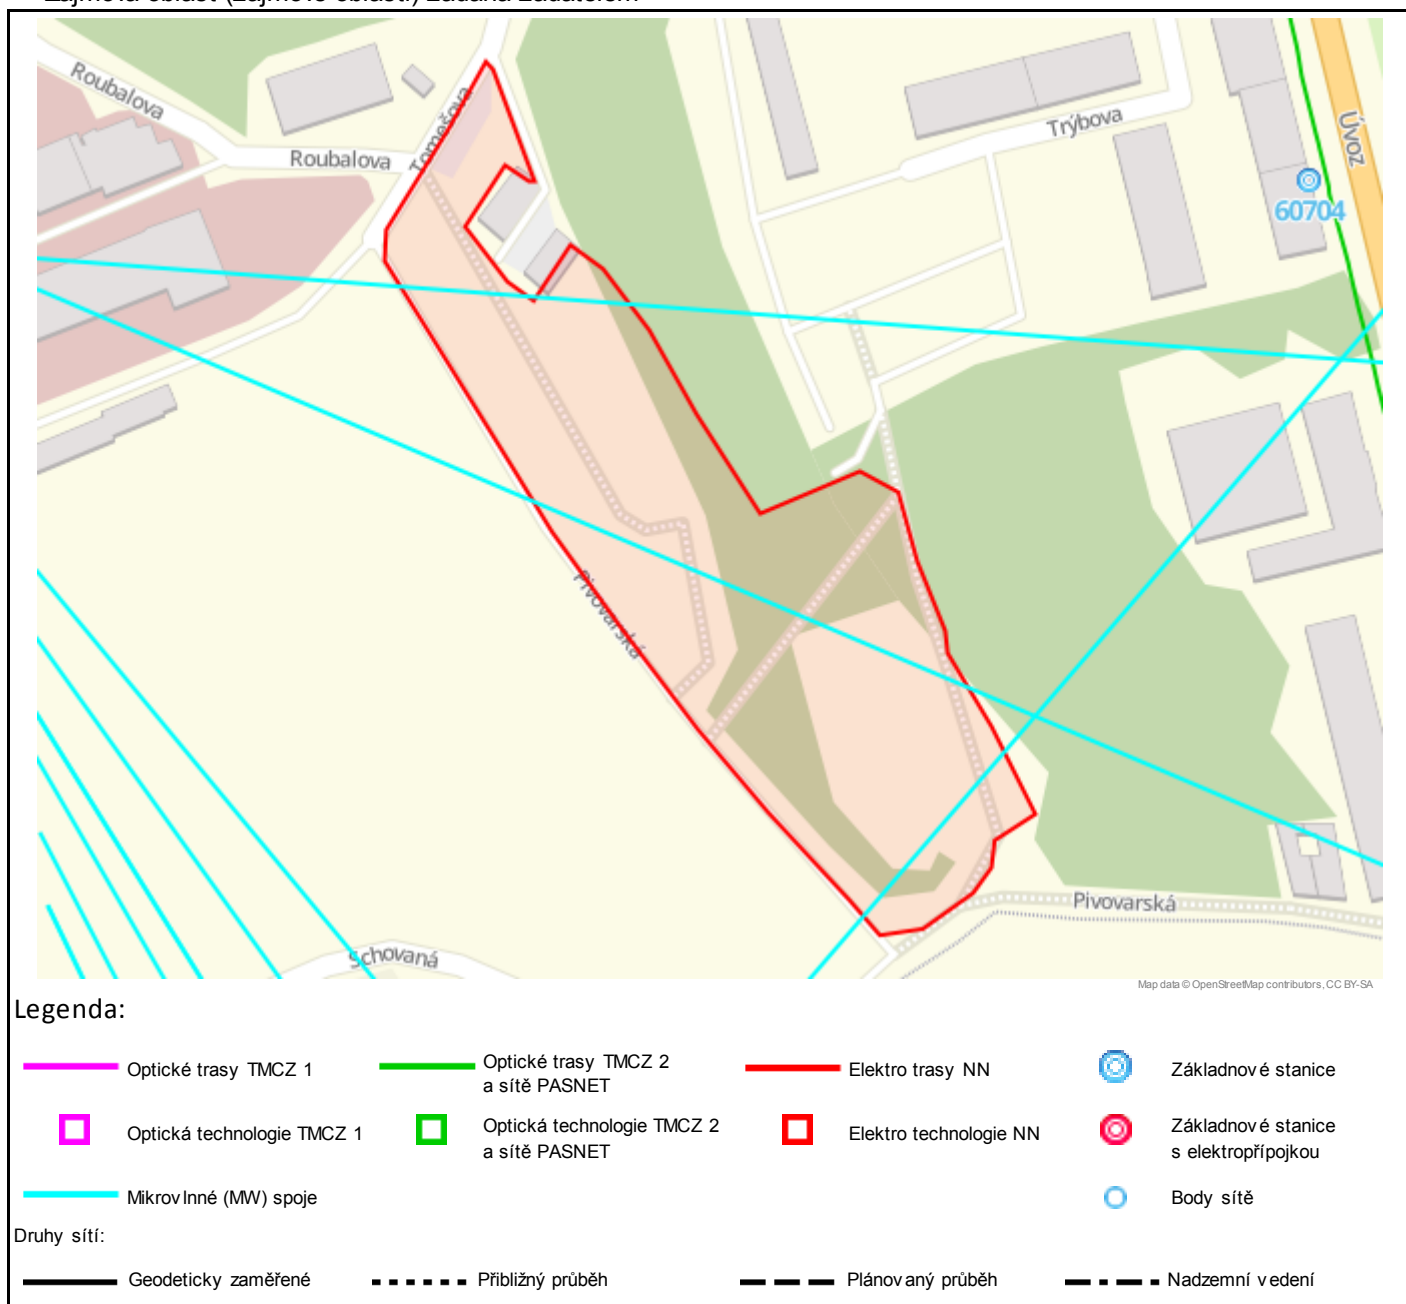 Roubalova
Tomešova
Roubalova
Trýbova
Úvoz
60704
Pivovarská
Pivovarská
Schovaná
Map data © OpenStreetMap contributors, CC BY-SA
Legenda:
Optické trasy TMCZ 1
Optické trasy TMCZ 2
a sítě PASNET
Elektro trasy NN
Základnové stanice
Optická technologie TMCZ 1
Optická technologie TMCZ 2
a sítě PASNET
Elektro technologie NN
Základnové stanice
s elektropřípojkou
Mikrovlnné (MW) spoje
Body sítě
Druhy sítí:
Geodeticky zaměřené
Přibližný průběh
Plánovaný průběh
Nadzemní vedení